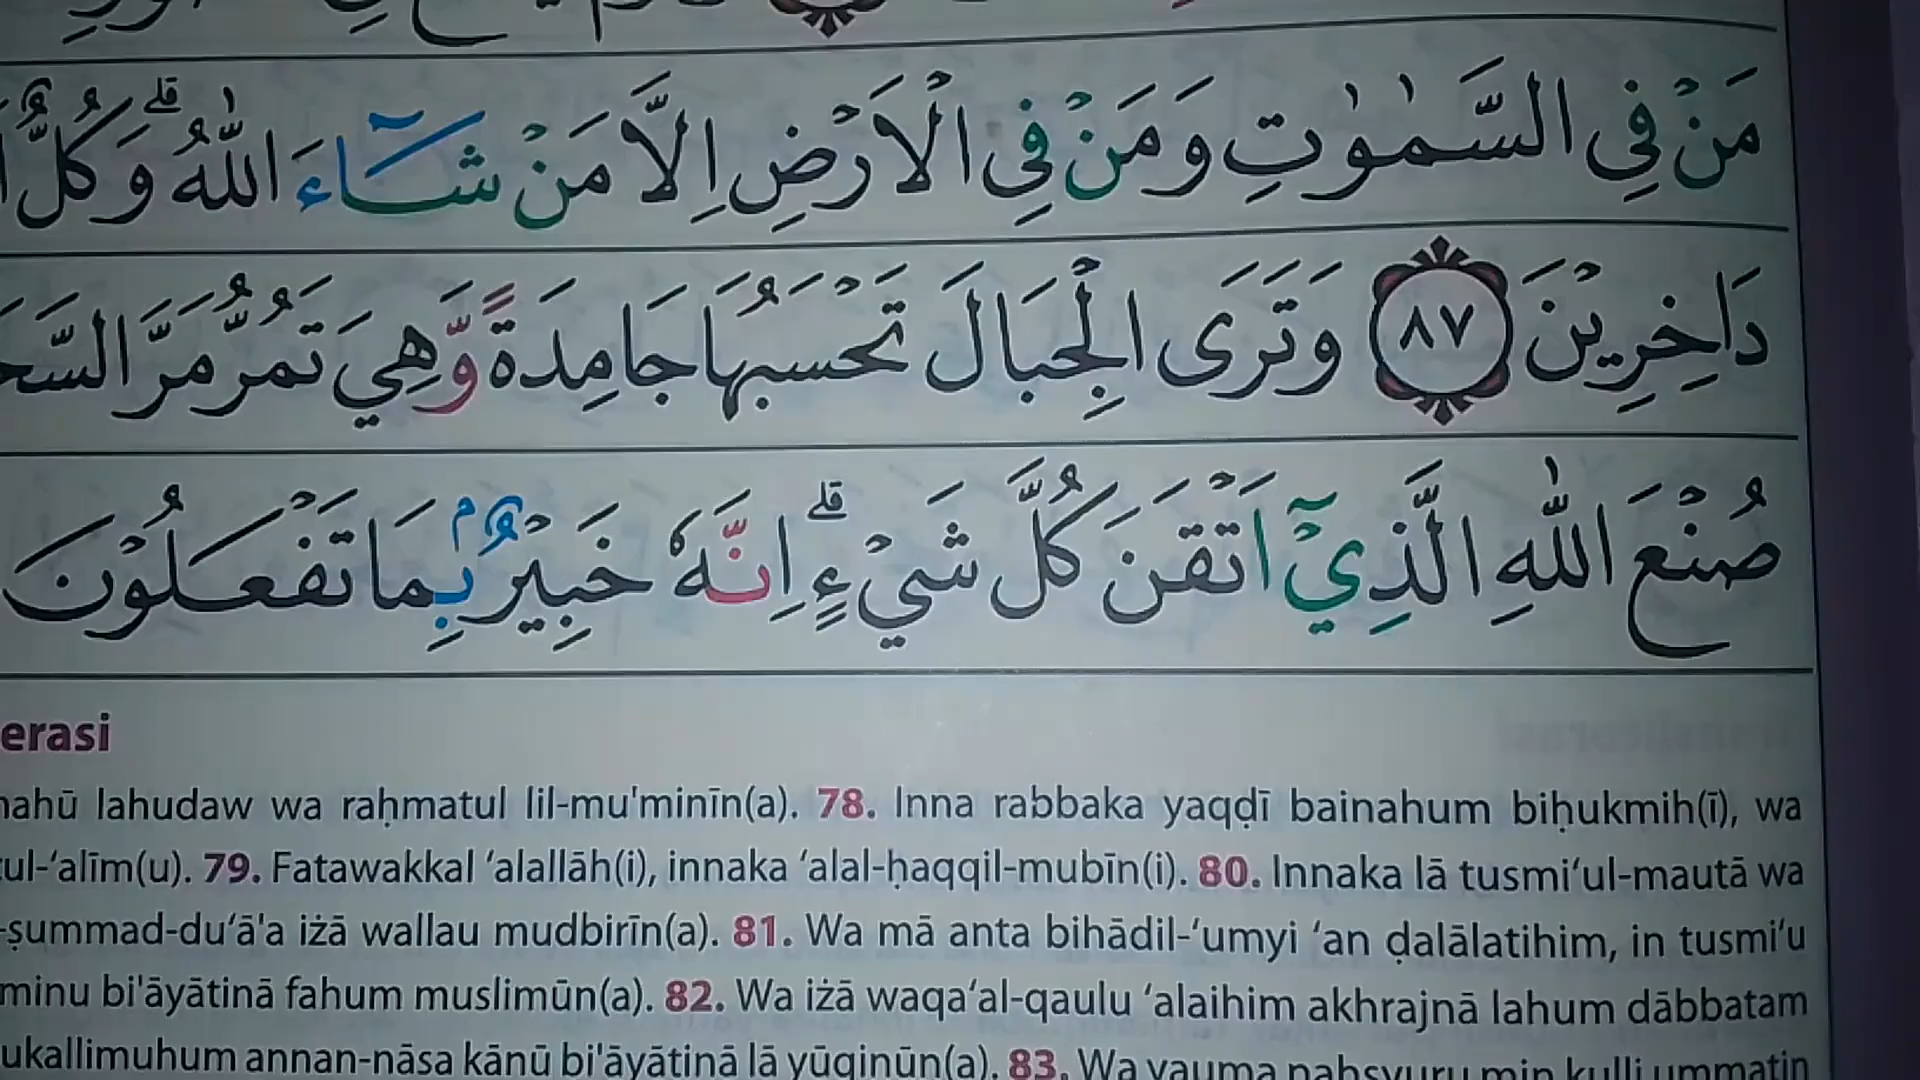 مَنْ فِى السَّمٰوٰتِ وَمَنْ فِى الْاَرْضِ اِلَّا مَنْ شَاۤءَ اللّٰهُ ۗوَكُلٌّ
دَاخِرِيْنَ ٨٧ وَتَرَى الْجِبَالَ تَحْسَبُهَا جَامِدَةً وَّهِيَ تَمُرُّ مَرَّ
صُنْعَ اللّٰهِ الَّذِيْٓ اَتْقَنَ كُلَّ شَيْءٍۗ اِنَّهٗ خَبِيْرٌۢ بِمَا تَفْعَلُوْنَ
erasi
nahū lahudaw wa raḥmatul lil-mu'minīn(a). 78. Inna rabbaka yaqḍī bainahum biḥukmih(ī), wa
ul-‘alīm(u). 79. Fatawakkal ‘alallāh(i), innaka ‘alal-ḥaqqil-mubīn(i). 80. Innaka lā tusmi‘ul-mautā wa
-ṣummad-du‘ā'a iżā wallau mudbirīn(a). 81. Wa mā anta bihādil-‘umyi ‘an ḍalālatihim, in tusmi‘u
minu bi'āyātinā fahum muslimūn(a). 82. Wa iżā waqa‘al-qaulu ‘alaihim akhrajnā lahum dābbatam
ukallimuhum annan-nāsa kānū bi'āyātinā lā yūqinūn(a). 83. Wa yauma naḥsyuru min kulli ummatin